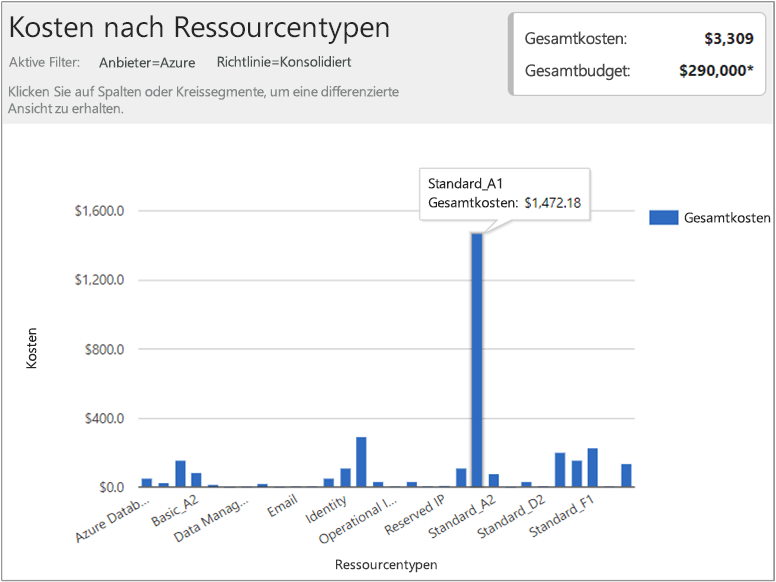 Kosten nach Ressourcentypen
Aktive Filter: Anbieter=Azure Richtlinie=Konsolidiert
Klicken Sie auf Spalten oder Kreissegmente, um eine differenzierte
Ansicht zu erhalten.
Gesamtkosten: $3,309
Gesamtbudget: $290,000*
Standard_A1
Gesamtkosten: $1,472.18
Gesamtkosten
$1,600.0
$1,200.0
$800.0
$400.0
$0.0
Kosten
Azure Datab...
Basic_A2
Data Manag...
Email
Identity
Operational I...
Reserved IP
Standard_A2
Standard_D2
Standard_F1
Ressourcentypen